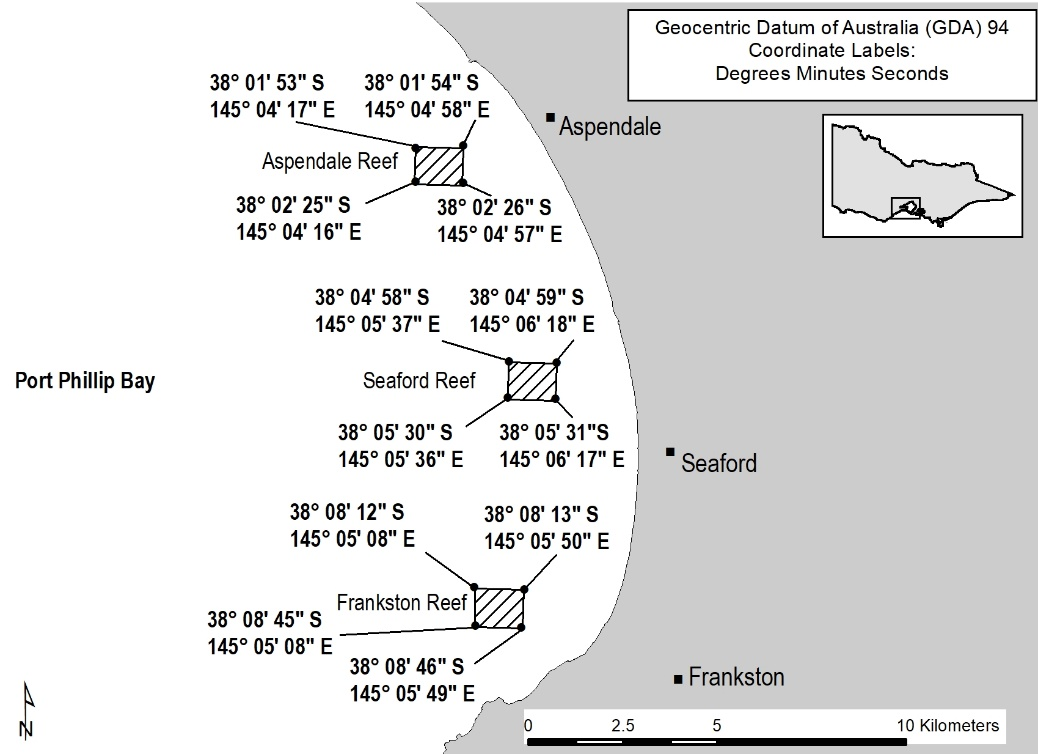 Geocentric Datum of Australia (GDA) 94
Coordinate Labels:
Degrees Minutes Seconds
38° 01' 53" S
145° 04' 17" E
38° 01' 54" S
145° 04' 58" E
Aspendale
Aspendale Reef
38° 02' 25" S
145° 04' 16" E
38° 02' 26" S
145° 04' 57" E
38° 04' 58" S
145° 05' 37" E
38° 04' 59" S
145° 06' 18" E
Port Phillip Bay
Seaford Reef
38° 05' 30" S
145° 05' 36" E
38° 05' 31"S
145° 06' 17" E
Seaford
38° 08' 12" S
145° 05' 08" E
38° 08' 13" S
145° 05' 50" E
Frankston Reef
38° 08' 45" S
145° 05' 08" E
38° 08' 46" S
145° 05' 49" E
Frankston
N
0 2.5 5 10 Kilometers